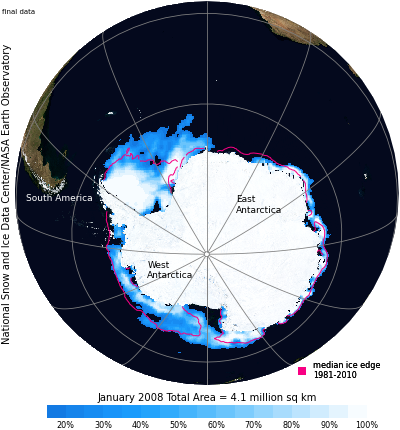 final data
National Snow and Ice Data Center/NASA Earth Observatory
South America
East
Antarctica
West
Antarctica
median ice edge
1981-2010
January 2008 Total Area = 4.1 million sq km
20% 30% 40% 50% 60% 70% 80% 90% 100%